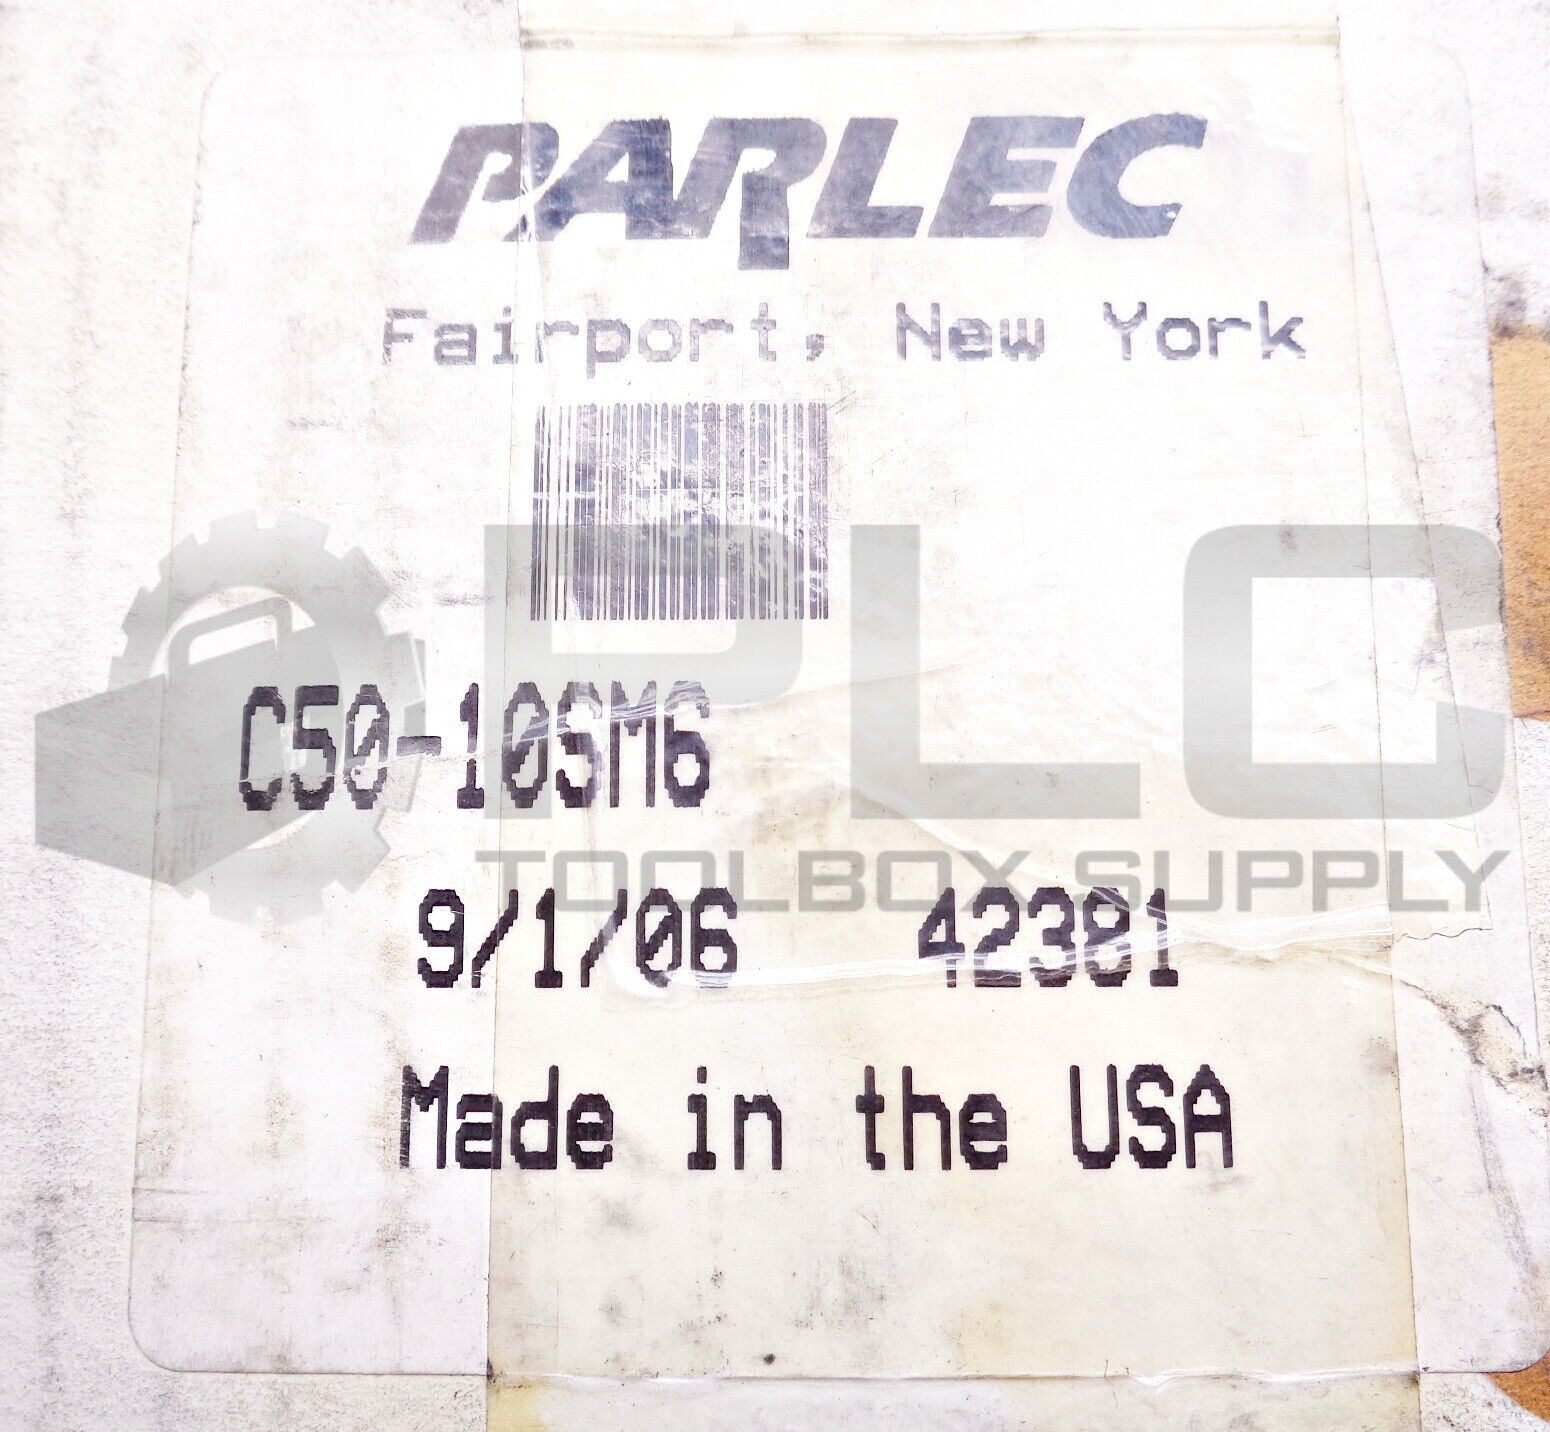 PARLEC
Fairport, New York
C50-10SM6
9/1/06 42381
Made in the USA
PLC
TOOLBOX SUPPLY